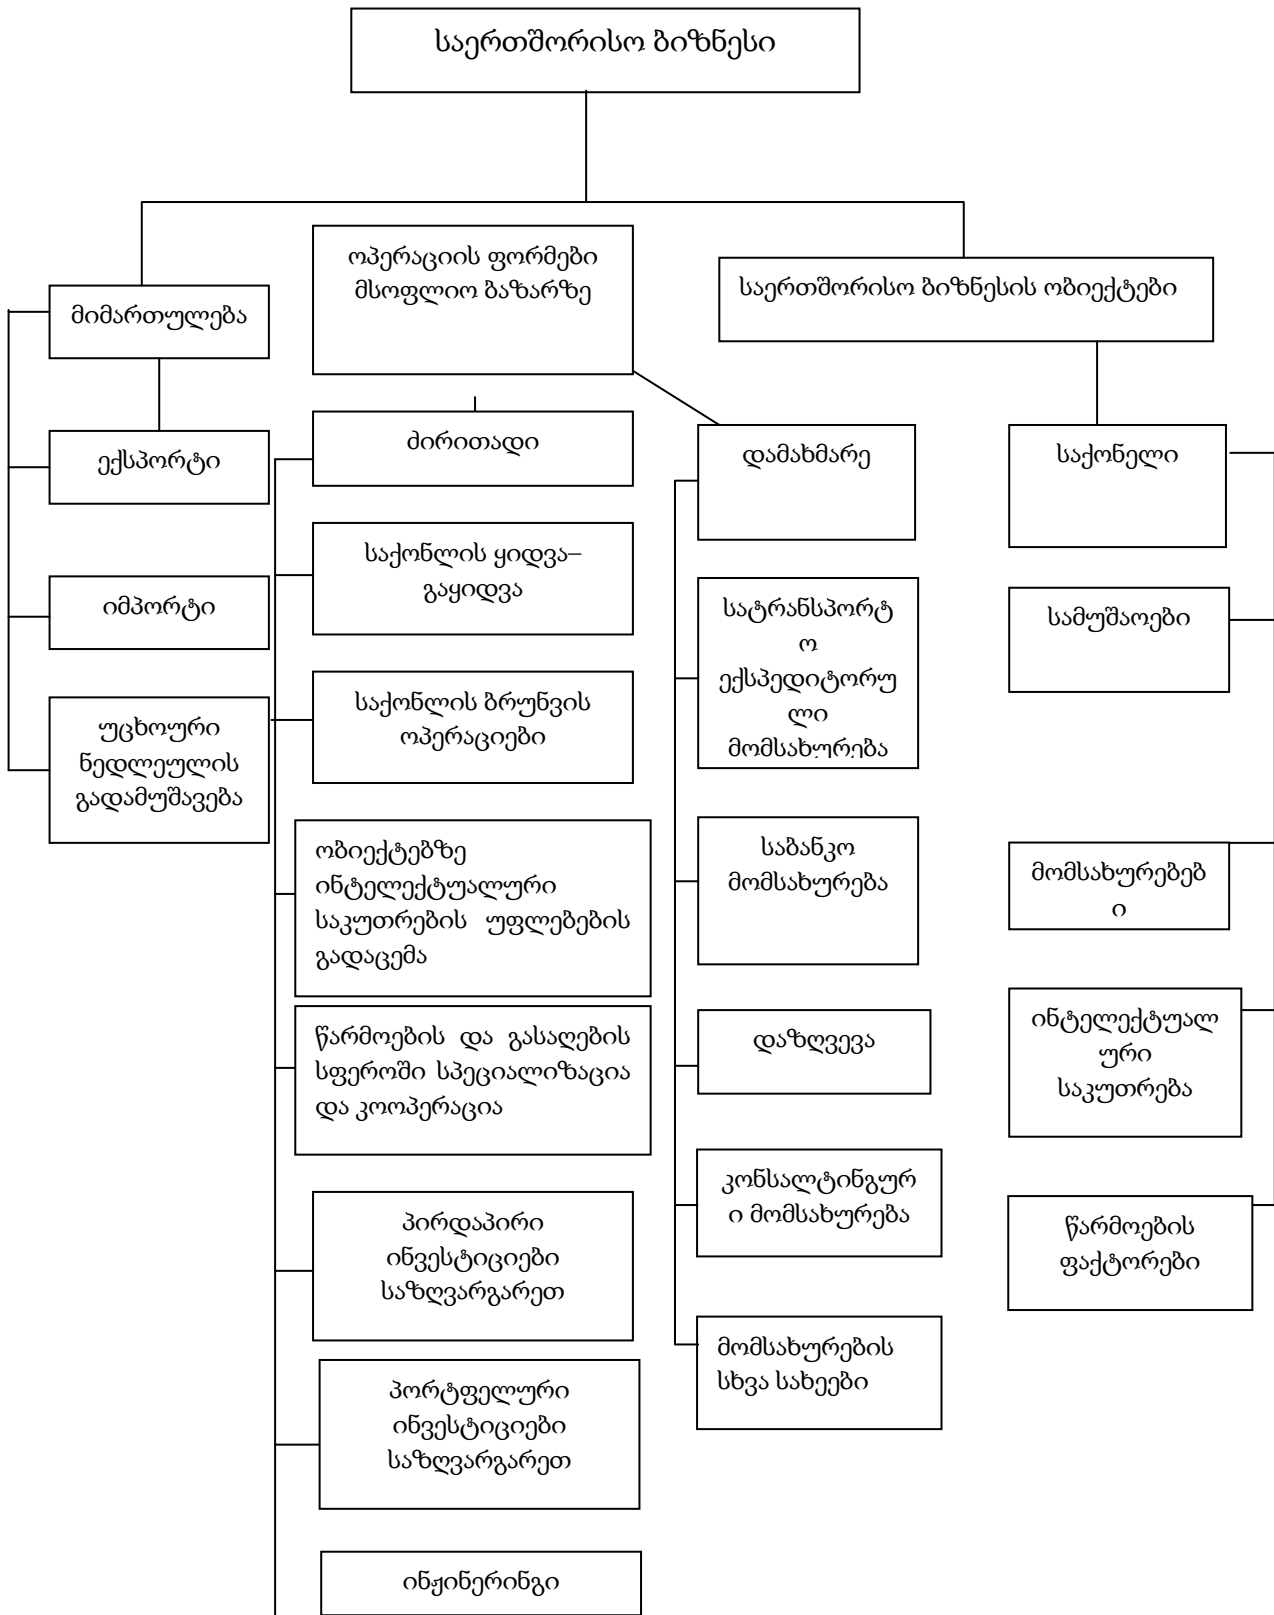 საერთშორისო ბიზნესი
ოპერაციის ფორმები
მსოფლიო ბაზარზე
საერთშორისო ბიზნესის ობიექტები
მიმართულება
ექსპორტი
იმპორტი
უცხოური
ნედლეულის
გადამუშავება
ძირითადი
საქონლის ყიდვა–
გაყიდვა
საქონლის ბრუნვის
ოპერაციები
ობიექტებზე
ინტელექტუალური
საკუთრების უფლებების
გადაცემა
წარმოების და გასაღების
სფეროში სპეციალიზაცია
და კოოპერაცია
პირდაპირი
ინვესტიციები
საზღვარგარეთ
პორტფელური
ინვესტიციები
საზღვარგარეთ
ინჟინერინგი
დამახმარე
სატრანსპორტ
ო
ექსპედიტორუ
ლი
მომსახურება
საბანკო
მომსახურება
დაზღვევა
კონსალტინგურ
ი მომსახურება
მომსახურების
სხვა სახეები
საქონელი
სამუშაოები
მომსახურებებ
ი
ინტელექტუალ
ური
საკუთრება
წარმოების
ფაქტორები